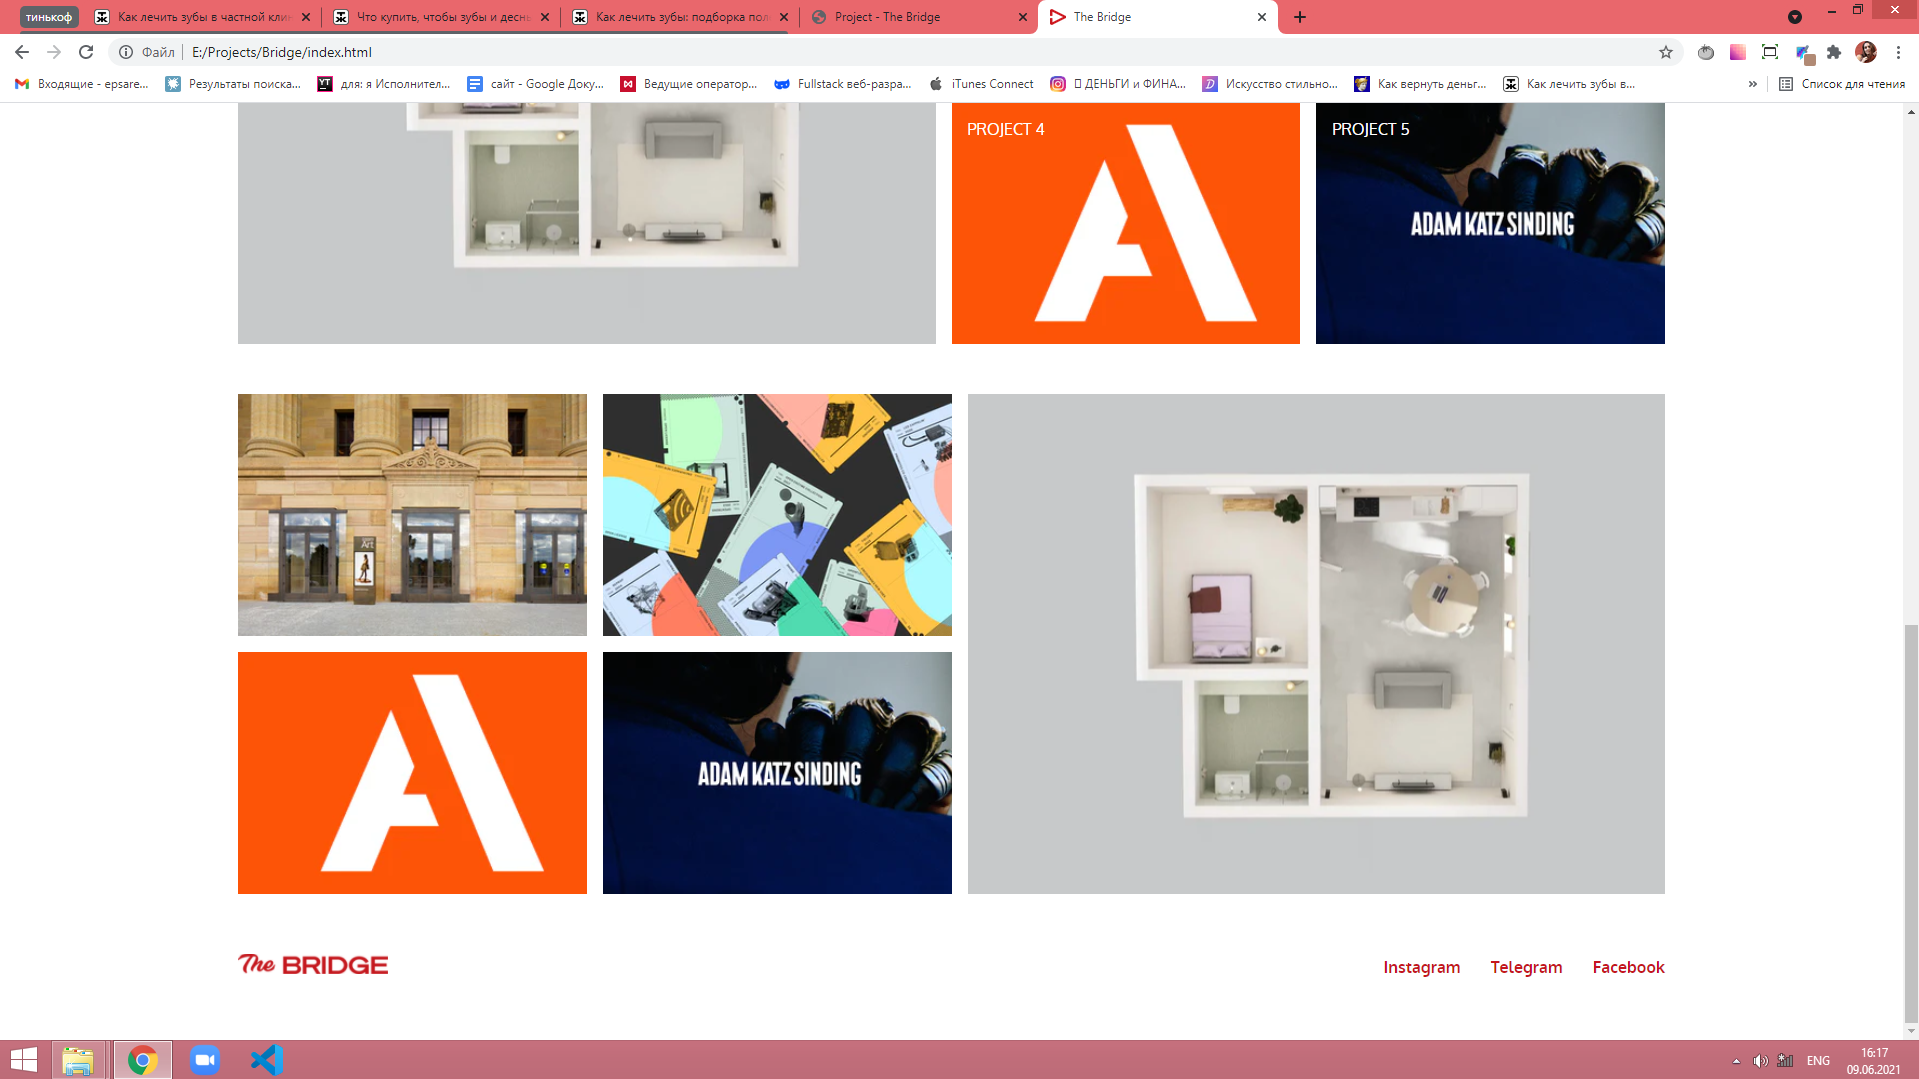 тинькоф
Как лечить зубы в частной кли
Что купить, чтобы зубы и десн
Как лечить зубы: подборка пол
Project - The Bridge
The Bridge
Файл
E:/Projects/Bridge/index.html
Входящие - epsare...
Результаты поиска...
для: я Исполнител...
сайт - Google Доку...
Ведущие оператор...
Fullstack веб-разра...
iTunes Connect
ДЕНЬГИ и ФИНА...
Искусство стильно...
Как вернуть деньг...
Как лечить зубы в...
»
Список для чтения
PROJECT 4
PROJECT 5
ADAM KATZ SINDING
Art
ADAM KATZ SINDING
The BRIDGE
Instagram
Telegram
Facebook
ENG
16:17
09.06.2021